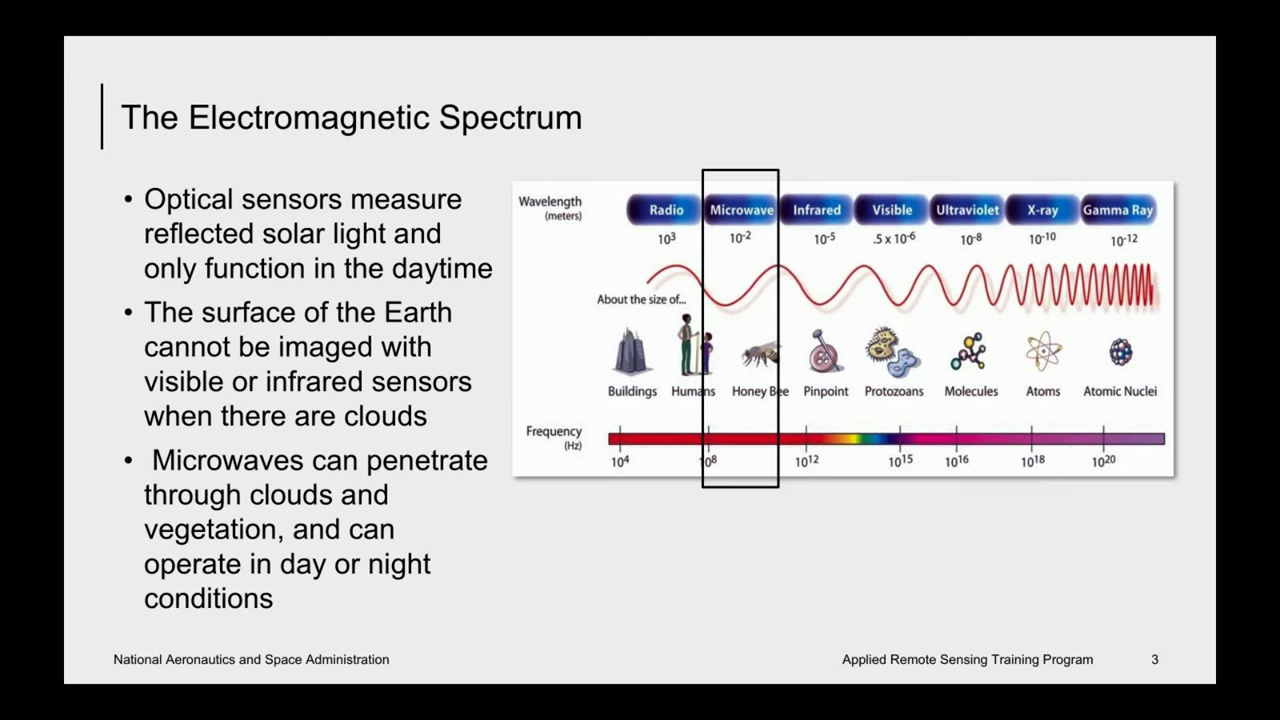 The Electromagnetic Spectrum
• Optical sensors measure
reflected solar light and
only function in the daytime
• The surface of the Earth
cannot be imaged with
visible or infrared sensors
when there are clouds
• Microwaves can penetrate
through clouds and
vegetation, and can
operate in day or night
conditions
Wavelength
(meters)
Radio Microwave Infrared Visible Ultraviolet X-ray Gamma Ray
10³ 10⁻² 10⁻⁵ .5 x 10⁻⁶ 10⁻⁸ 10⁻¹⁰ 10⁻¹²
About the size of...
Buildings Humans Honey Bee Pinpoint Protozoans Molecules Atoms Atomic Nuclei
Frequency
(Hz)
10⁴ 10⁸ 10¹² 10¹⁵ 10¹⁶ 10¹⁸ 10²⁰
National Aeronautics and Space Administration
Applied Remote Sensing Training Program 3